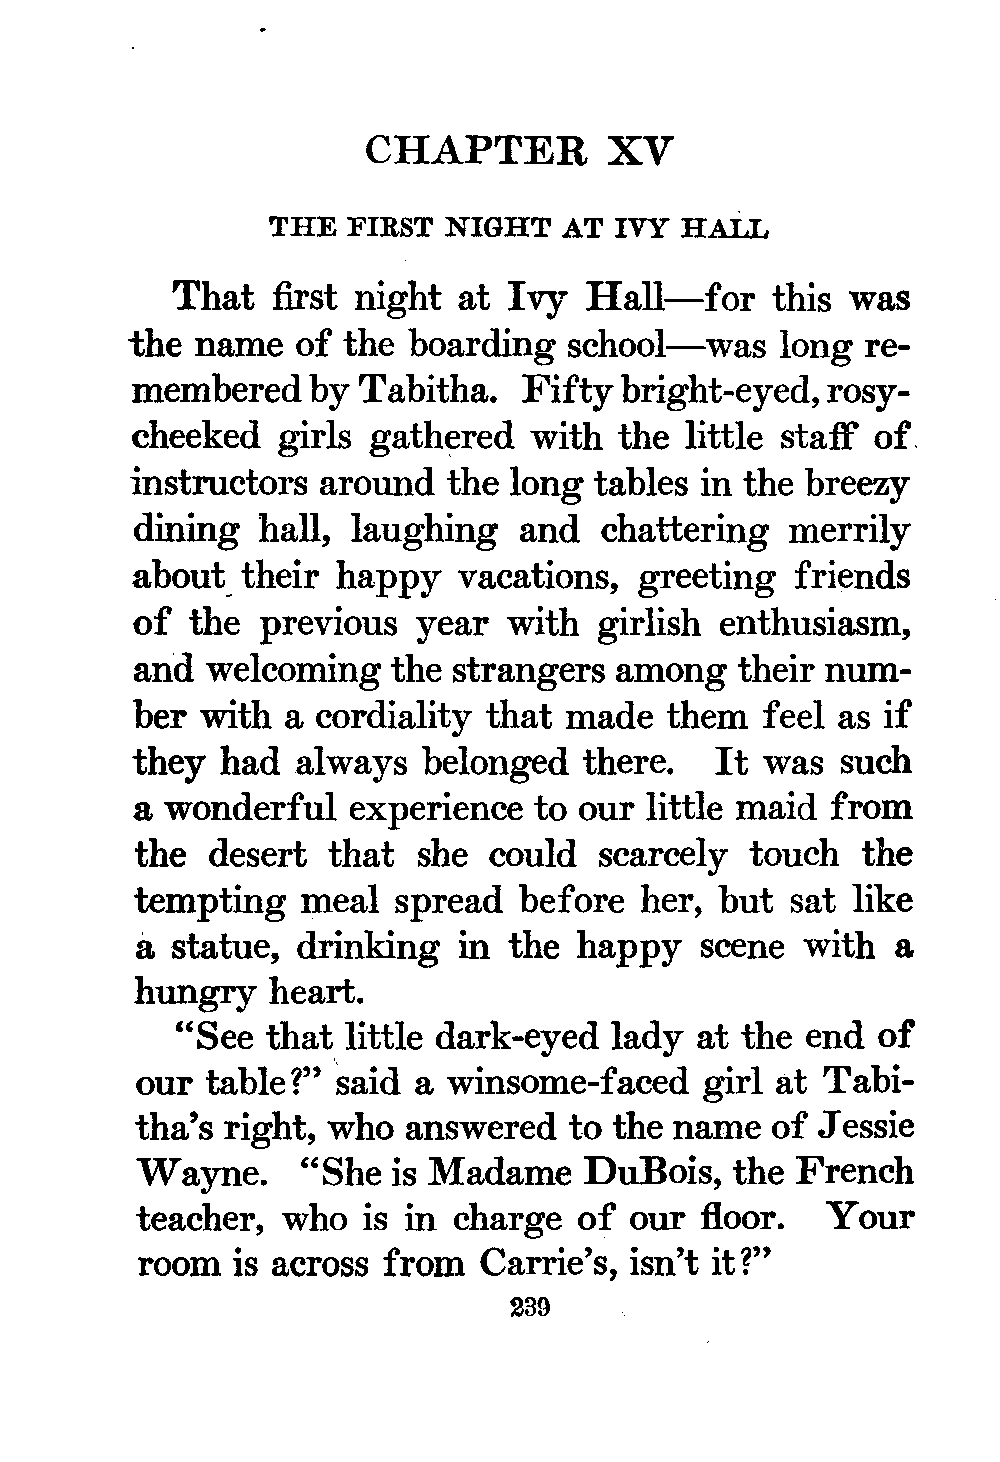 CHAPTER XV
THE FIRST NIGHT AT IVY HALL
That first night at Ivy Hall—for this was
the name of the boarding school—was long re-
membered by Tabitha. Fifty bright-eyed, rosy-
cheeked girls gathered with the little staff of
instructors around the long tables in the breezy
dining hall, laughing and chattering merrily
about their happy vacations, greeting friends
of the previous year with girlish enthusiasm,
and welcoming the strangers among their num-
ber with a cordiality that made them feel as if
they had always belonged there. It was such
a wonderful experience to our little maid from
the desert that she could scarcely touch the
tempting meal spread before her, but sat like
a statue, drinking in the happy scene with a
hungry heart.
“See that little dark-eyed lady at the end of
our table?” said a winsome-faced girl at Tabi-
tha’s right, who answered to the name of Jessie
Wayne. “She is Madame DuBois, the French
teacher, who is in charge of our floor. Your
room is across from Carrie’s, isn’t it?”
239